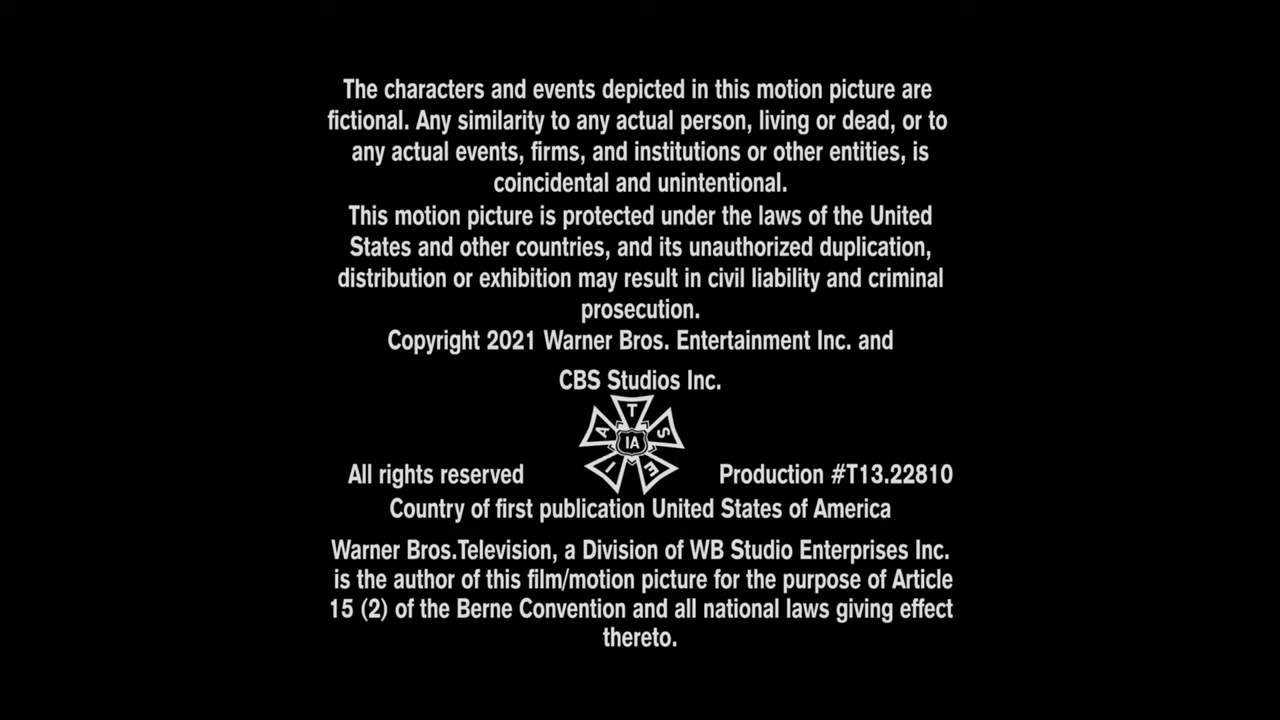 The characters and events depicted in this motion picture are
fictional. Any similarity to any actual person, living or dead, or to
any actual events, firms, and institutions or other entities, is
coincidental and unintentional.
This motion picture is protected under the laws of the United
States and other countries, and its unauthorized duplication,
distribution or exhibition may result in civil liability and criminal
prosecution.
Copyright 2021 Warner Bros. Entertainment Inc. and
CBS Studios Inc.
I A T S E
IA
All rights reserved Production #T13.22810
Country of first publication United States of America
Warner Bros.Television, a Division of WB Studio Enterprises Inc.
is the author of this film/motion picture for the purpose of Article
15 (2) of the Berne Convention and all national laws giving effect
thereto.